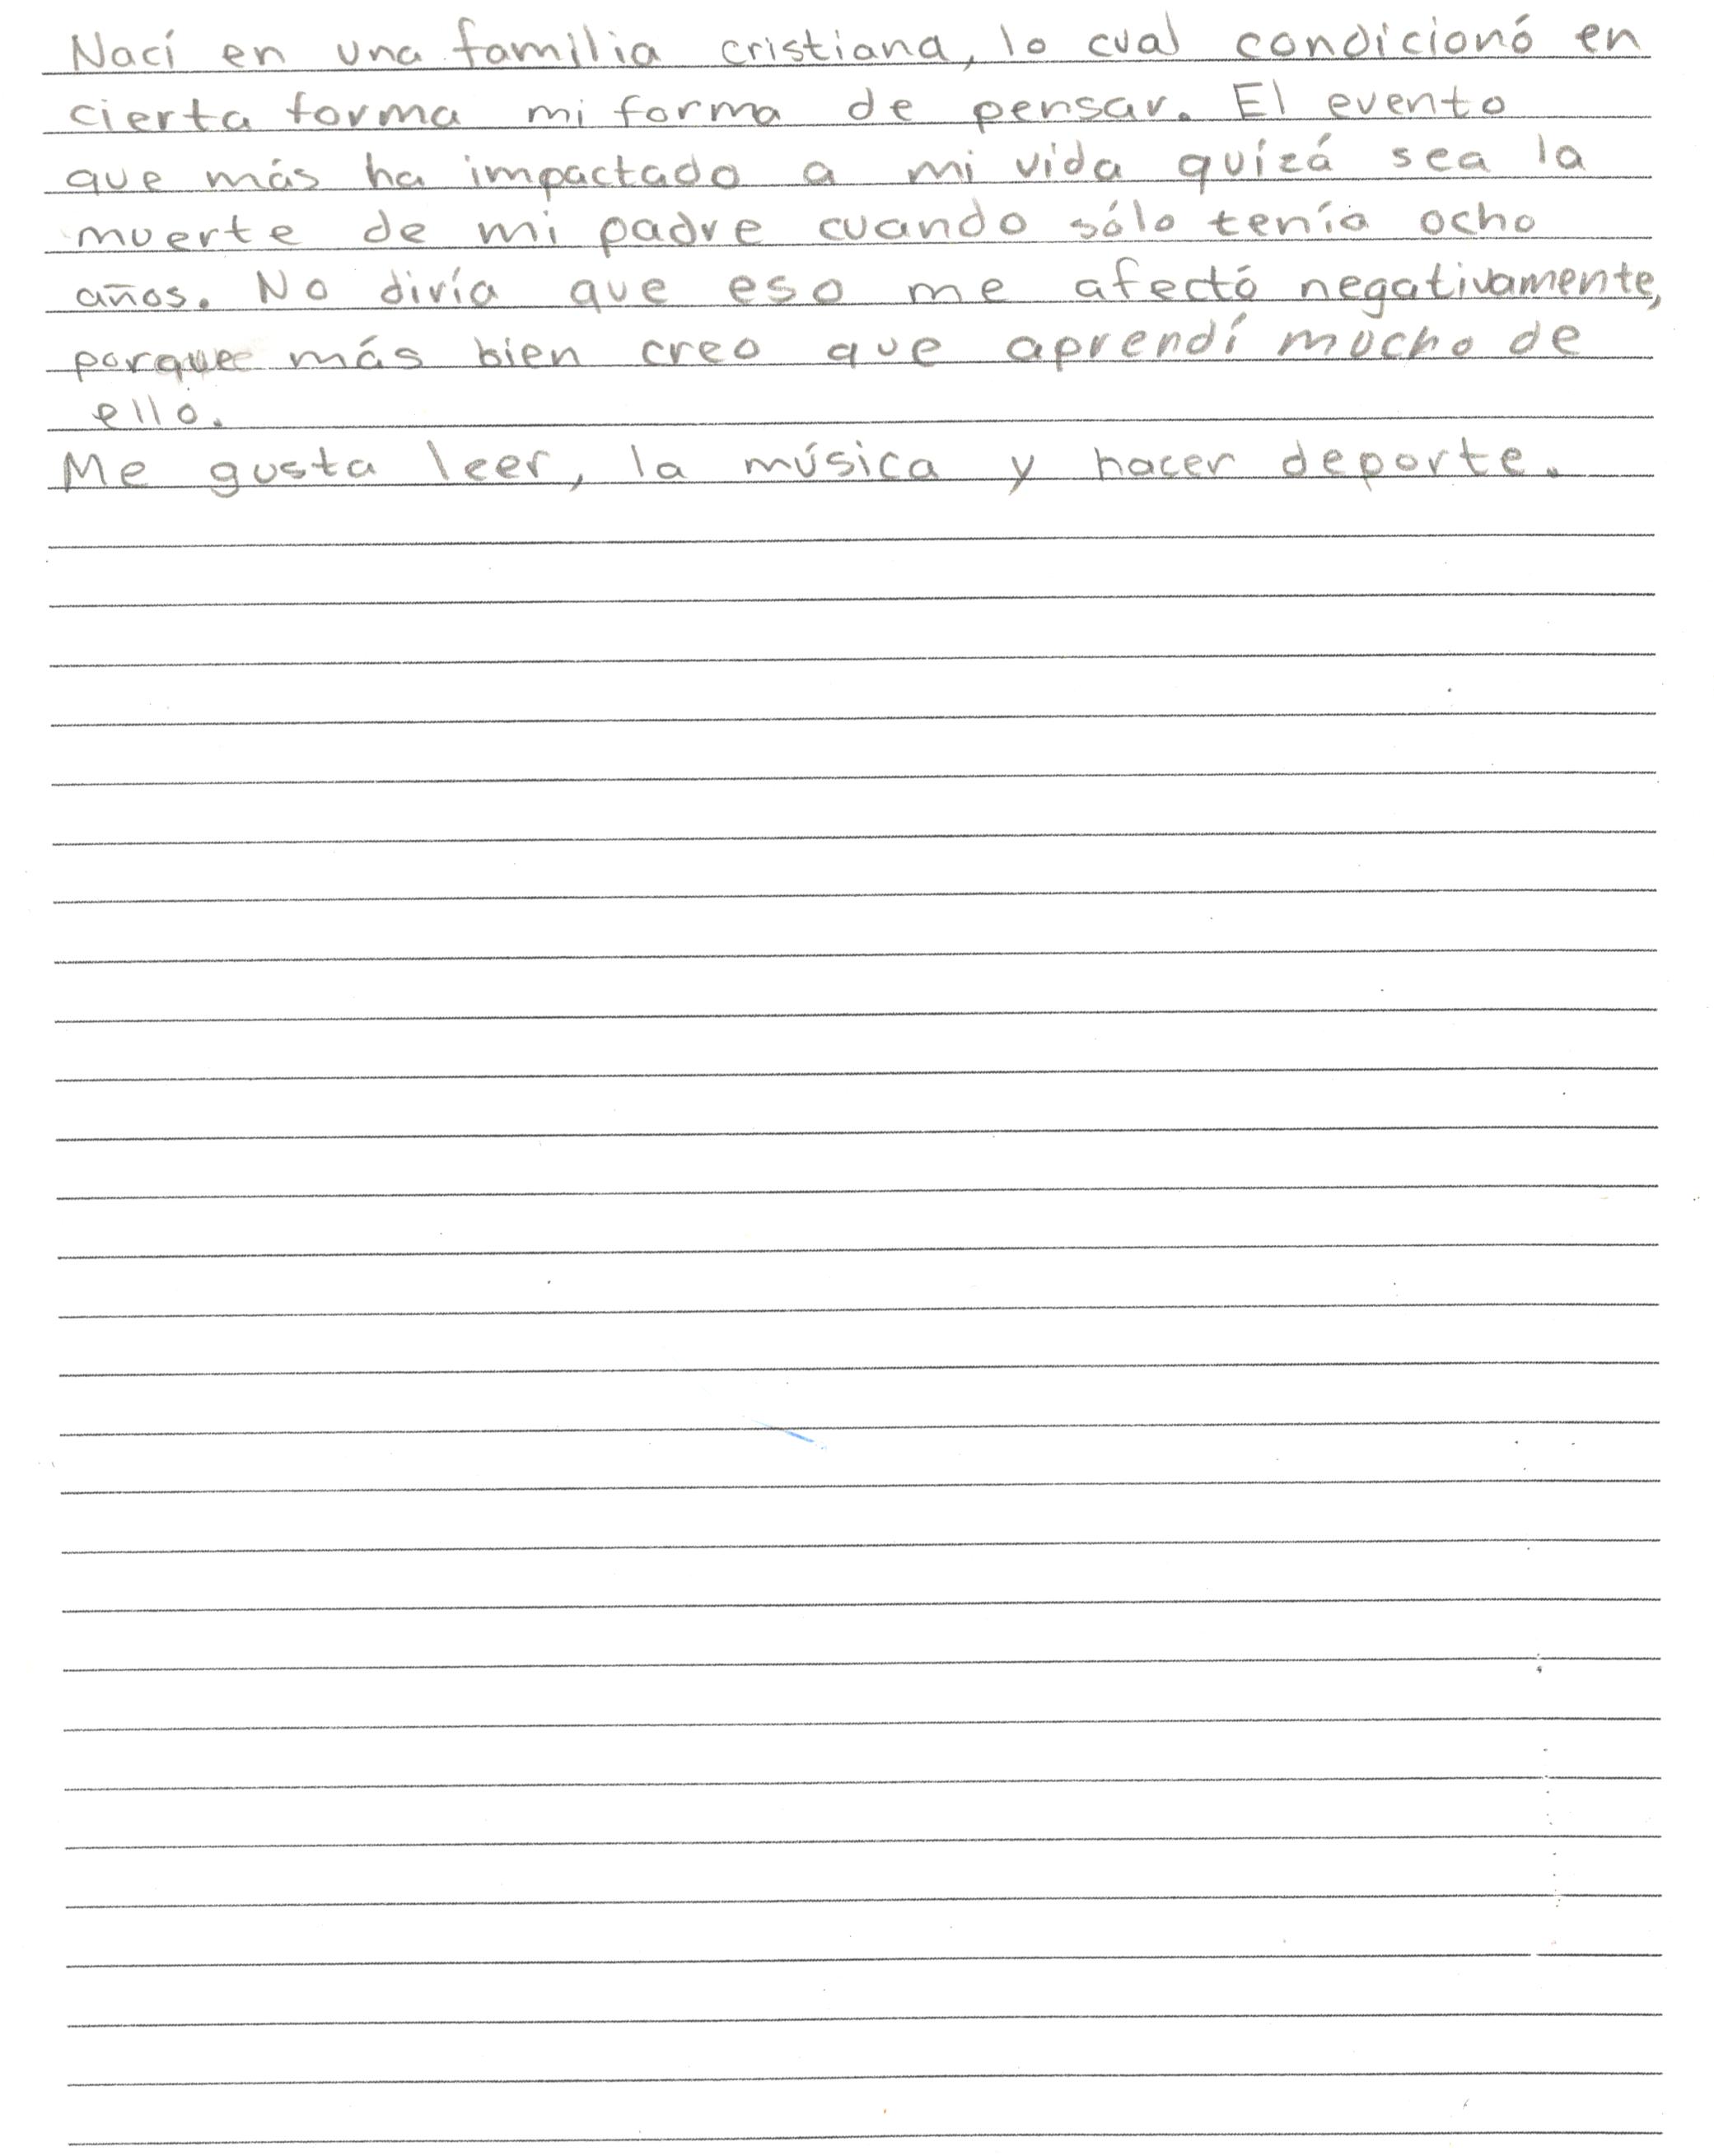 Nací en una familia cristiana, lo cual condicionó en
cierta forma mi forma de pensar. El evento
que más ha impactado a mi vida quizá sea la
muerte de mi padre cuando sólo tenía ocho
años. No diría que eso me afectó negativamente,
porque más bien creo que aprendí mucho de
ello.
Me gusta leer, la música y hacer deporte.